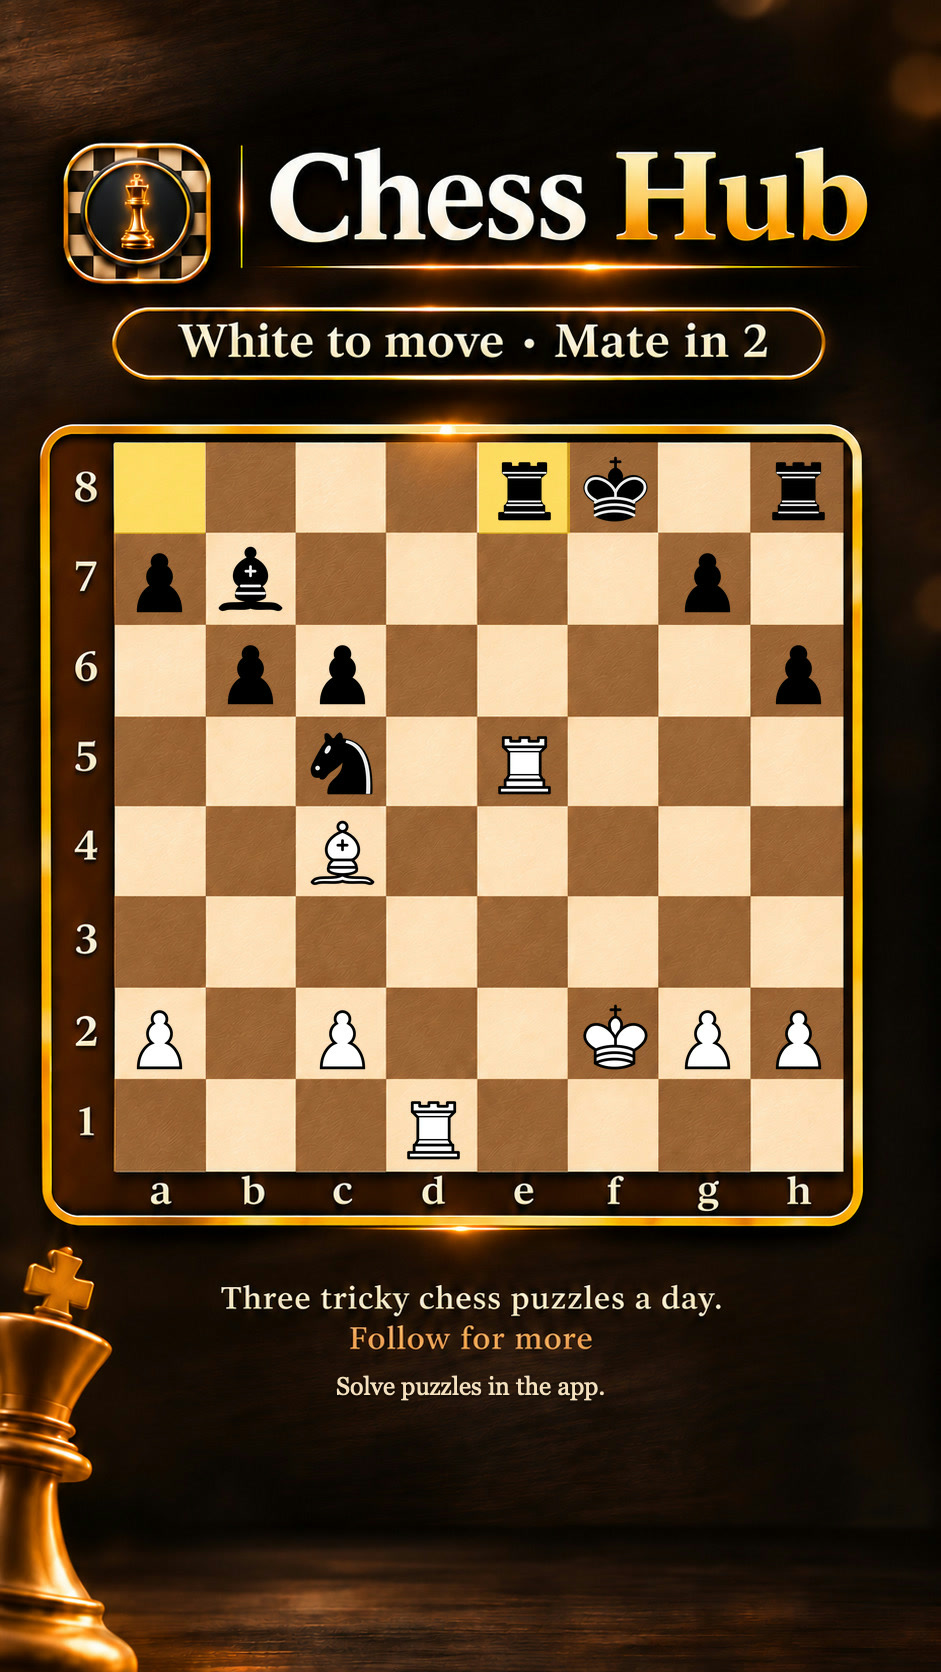 Chess Hub
White to move • Mate in 2
8
7
6
5
4
3
2
1
a b c d e f g h
Three tricky chess puzzles a day.
Follow for more
Solve puzzles in the app.